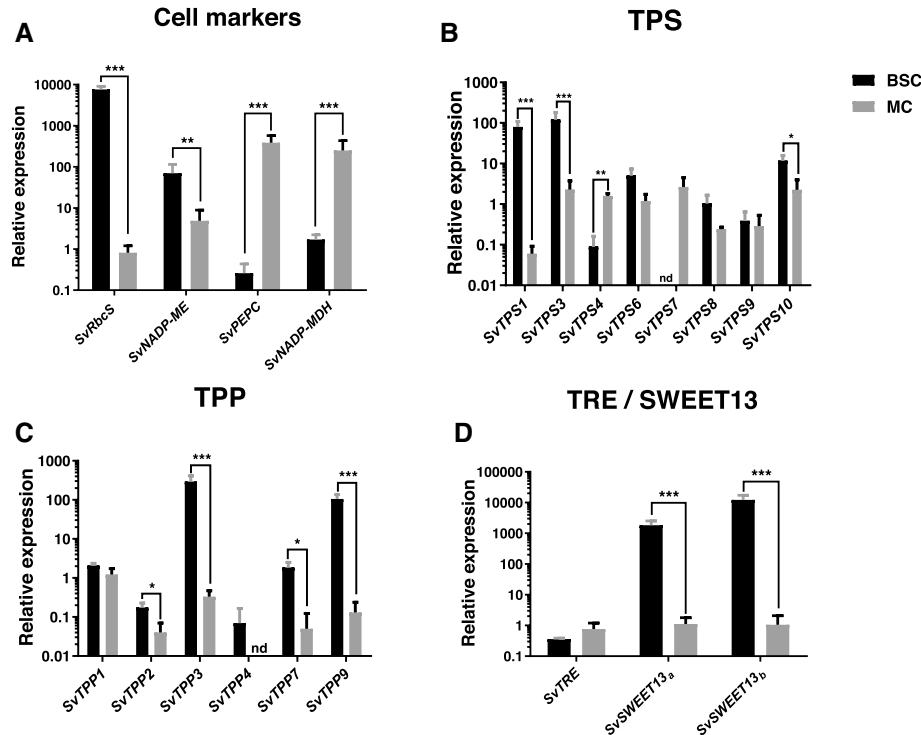 A
Cell markers
Relative expression
10000
1000
100
10
1
0.1
***
**
***
***
SvRbcS
SvNADP-ME
SvPEPC
SvNADP-MDH
B
TPS
Relative expression
1000
100
10
1
0.1
0.01
***
***
**
nd
*
SvTPS1
SvTPS3
SvTPS4
SvTPS6
SvTPS7
SvTPS8
SvTPS9
SvTPS10
BSC
MC
C
TPP
Relative expression
1000
100
10
1
0.1
0.01
*
***
nd
*
***
SvTPP1
SvTPP2
SvTPP3
SvTPP4
SvTPP7
SvTPP9
D
TRE / SWEET13
Relative expression
100000
10000
1000
100
10
1
0.1
***
***
SvTRE
SvSWEET13a
SvSWEET13b